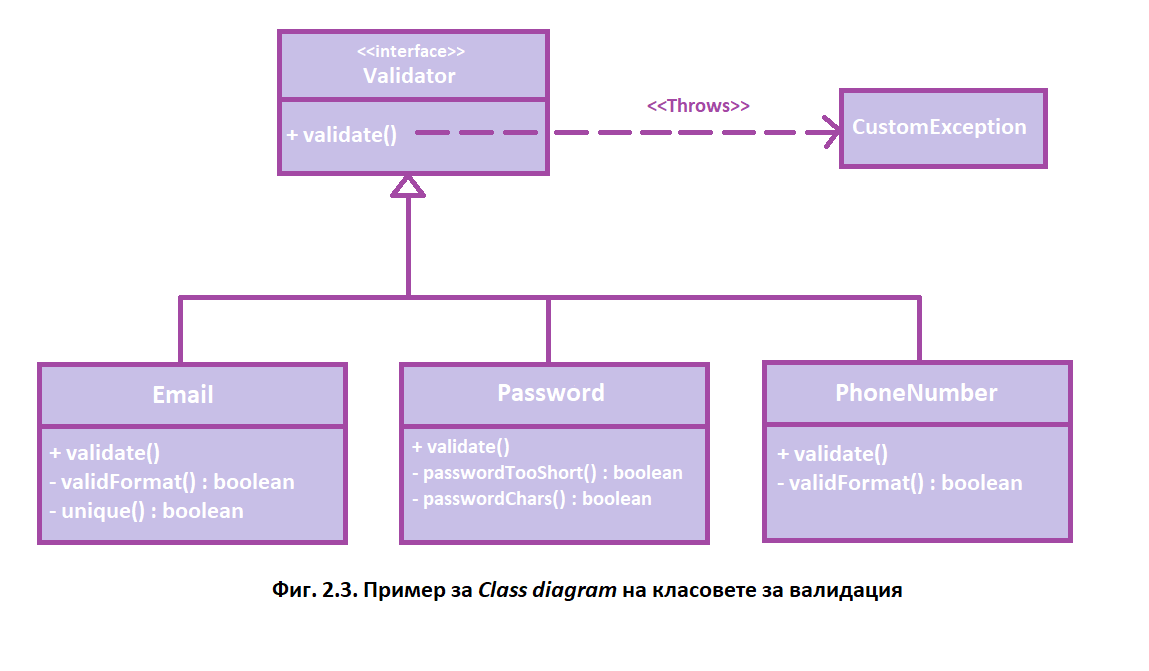 <<interface>>
Validator
+ validate()
<<Throws>>
CustomException
Email
+ validate()
- validFormat() : boolean
- unique() : boolean
Password
+ validate()
- passwordTooShort() : boolean
- passwordChars() : boolean
PhoneNumber
+ validate()
- validFormat() : boolean
Фиг. 2.3. Пример за Class diagram на класовете за валидация